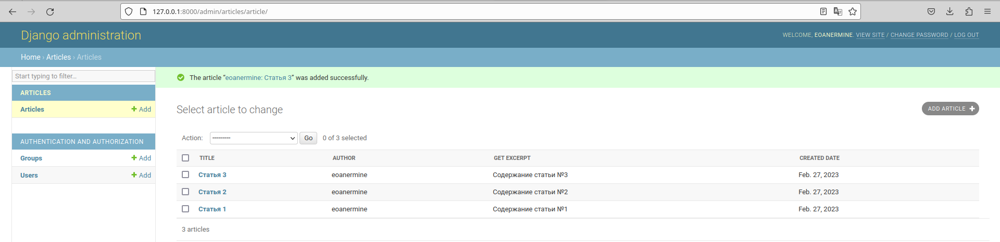 127.0.0.1:8000/admin/articles/article/
Django administration
WELCOME, EOANERMINE. VIEW SITE / CHANGE PASSWORD / LOG OUT
Home › Articles › Articles
Start typing to filter...
The article “eoanermine: Статья 3” was added successfully.
ARTICLES
Articles + Add
Select article to change
ADD ARTICLE +
AUTHENTICATION AND AUTHORIZATION
Groups + Add
Users + Add
Action: --------- Go 0 of 3 selected
TITLE AUTHOR GET EXCERPT CREATED DATE
Статья 3 eoanermine Содержание статьи №3 Feb. 27, 2023
Статья 2 eoanermine Содержание статьи №2 Feb. 27, 2023
Статья 1 eoanermine Содержание статьи №1 Feb. 27, 2023
3 articles